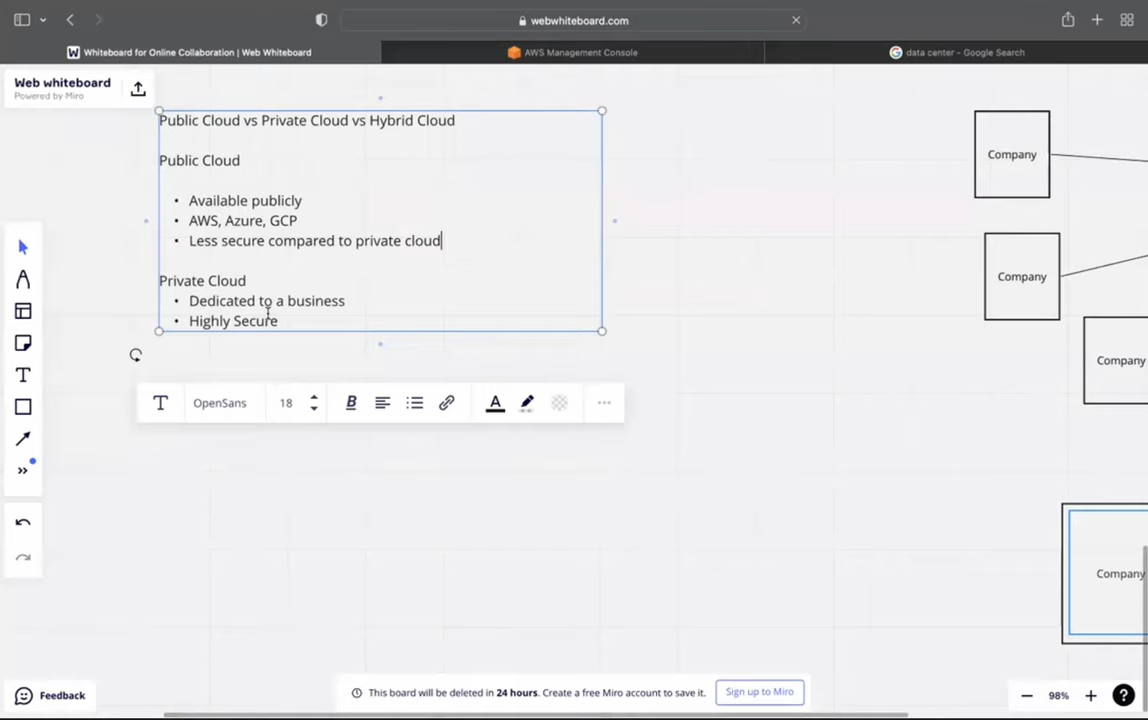 webwhiteboard.com
Whiteboard for Online Collaboration | Web Whiteboard
AWS Management Console
data center - Google Search
Web whiteboard
Powered by Miro
Public Cloud vs Private Cloud vs Hybrid Cloud
Public Cloud
• Available publicly
• AWS, Azure, GCP
• Less secure compared to private cloud
Private Cloud
• Dedicated to a business
• Highly Secure
Company
Company
Company
Company
T OpenSans 18 B A
T
Feedback
This board will be deleted in 24 hours. Create a free Miro account to save it.
Sign up to Miro
98%
?